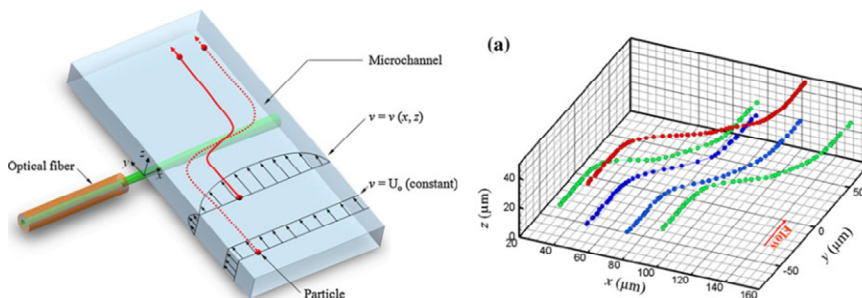 Microchannel
v = v (x, z)
Optical fiber
y
z
x
v = U₀ (constant)
Particle
(a)
z (μm)
40
20
0
20
40
60
80
100
120
140
160
x (μm)
-50
0
50
y (μm)
Flow